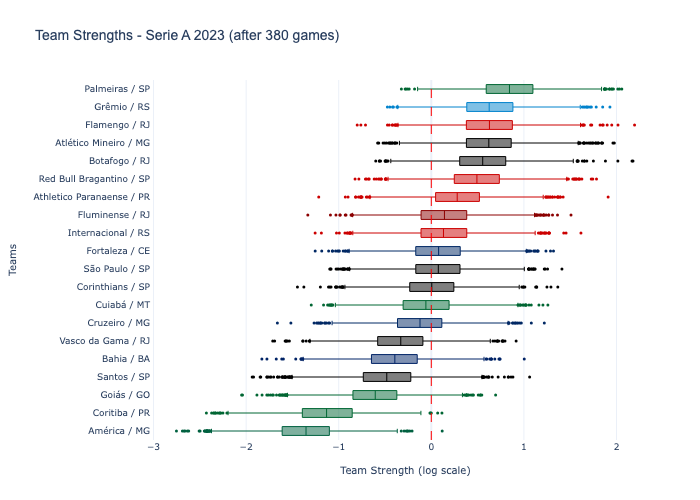 Team Strengths - Serie A 2023 (after 380 games)
Palmeiras / SP
Grêmio / RS
Flamengo / RJ
Atlético Mineiro / MG
Botafogo / RJ
Red Bull Bragantino / SP
Athletico Paranaense / PR
Fluminense / RJ
Internacional / RS
Fortaleza / CE
São Paulo / SP
Corinthians / SP
Cuiabá / MT
Cruzeiro / MG
Vasco da Gama / RJ
Bahia / BA
Santos / SP
Goiás / GO
Coritiba / PR
América / MG
Teams
−3 −2 −1 0 1 2
Team Strength (log scale)